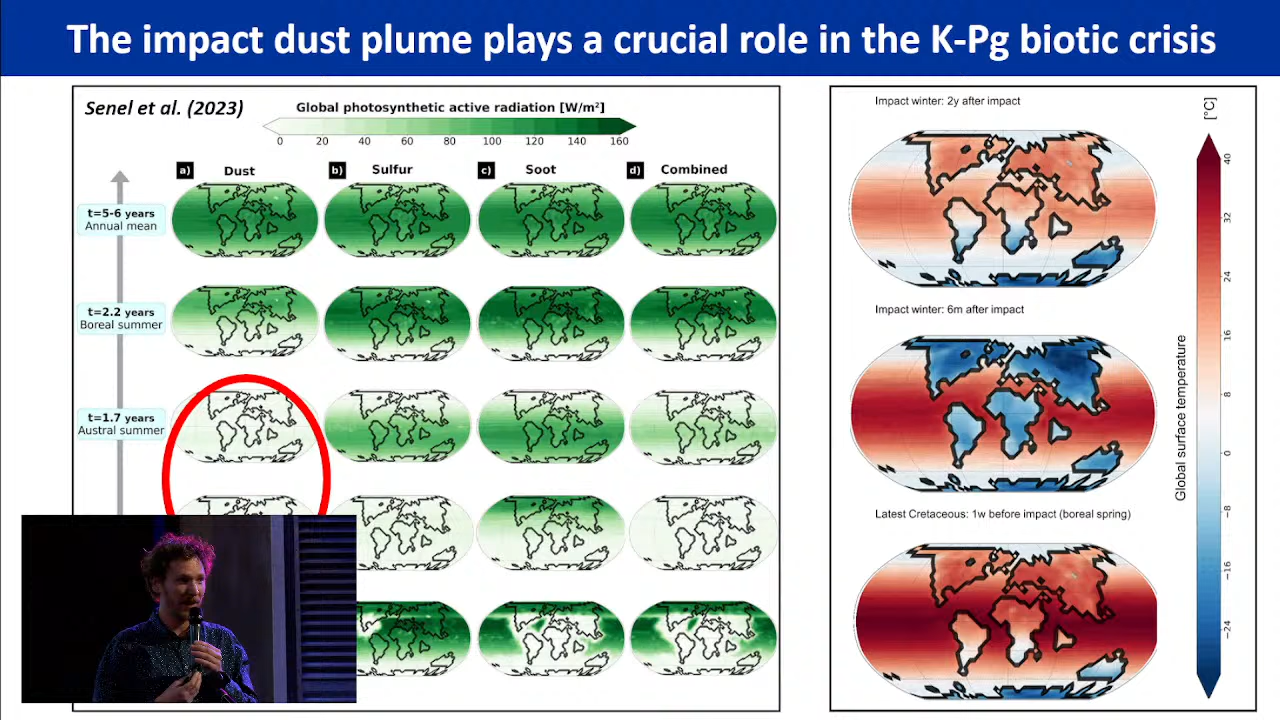 The impact dust plume plays a crucial role in the K-Pg biotic crisis
Senel et al. (2023)
Global photosynthetic active radiation [W/m²]
0 20 40 60 80 100 120 140 160
a) Dust b) Sulfur c) Soot d) Combined
t=5-6 years
Annual mean
t=2.2 years
Boreal summer
t=1.7 years
Austral summer
Impact winter: 2y after impact
Impact winter: 6m after impact
Latest Cretaceous: 1w before impact (boreal spring)
[°C]
40
32
24
16
8
0
−8
−16
−24
Global surface temperature